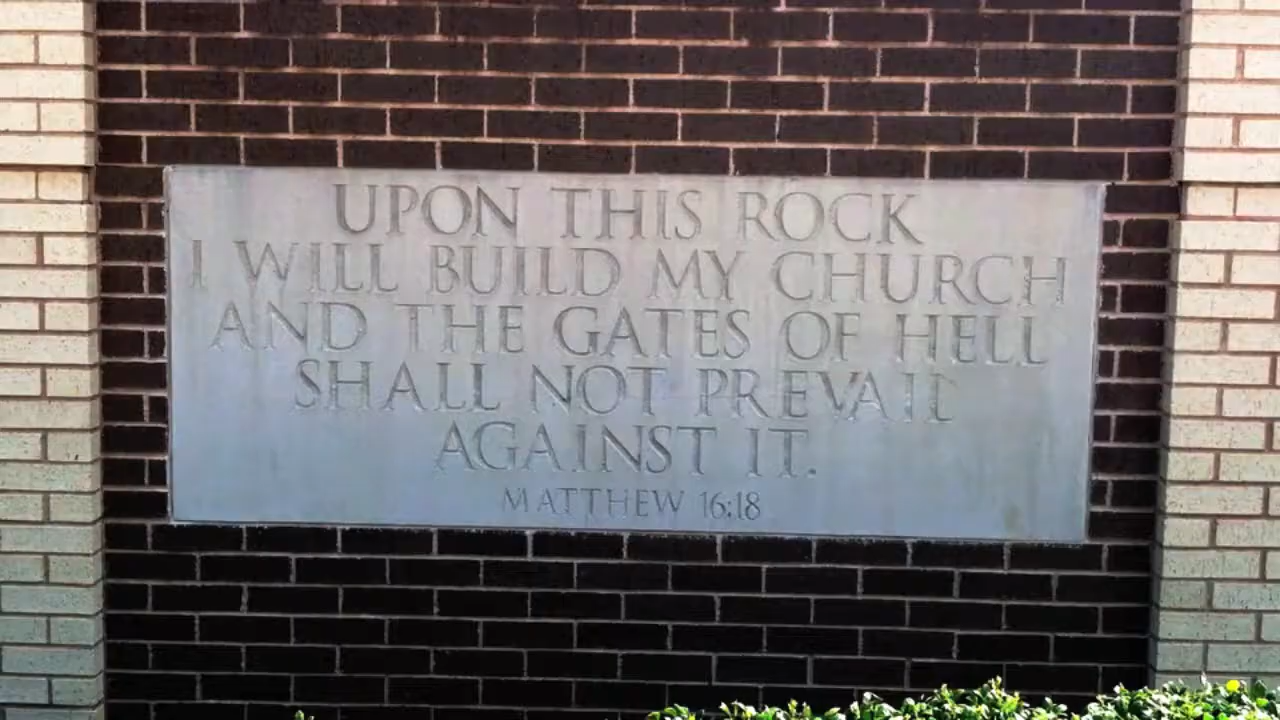 UPON THIS ROCK
I WILL BUILD MY CHURCH
AND THE GATES OF HELL
SHALL NOT PREVAIL
AGAINST IT.
MATTHEW 16:18